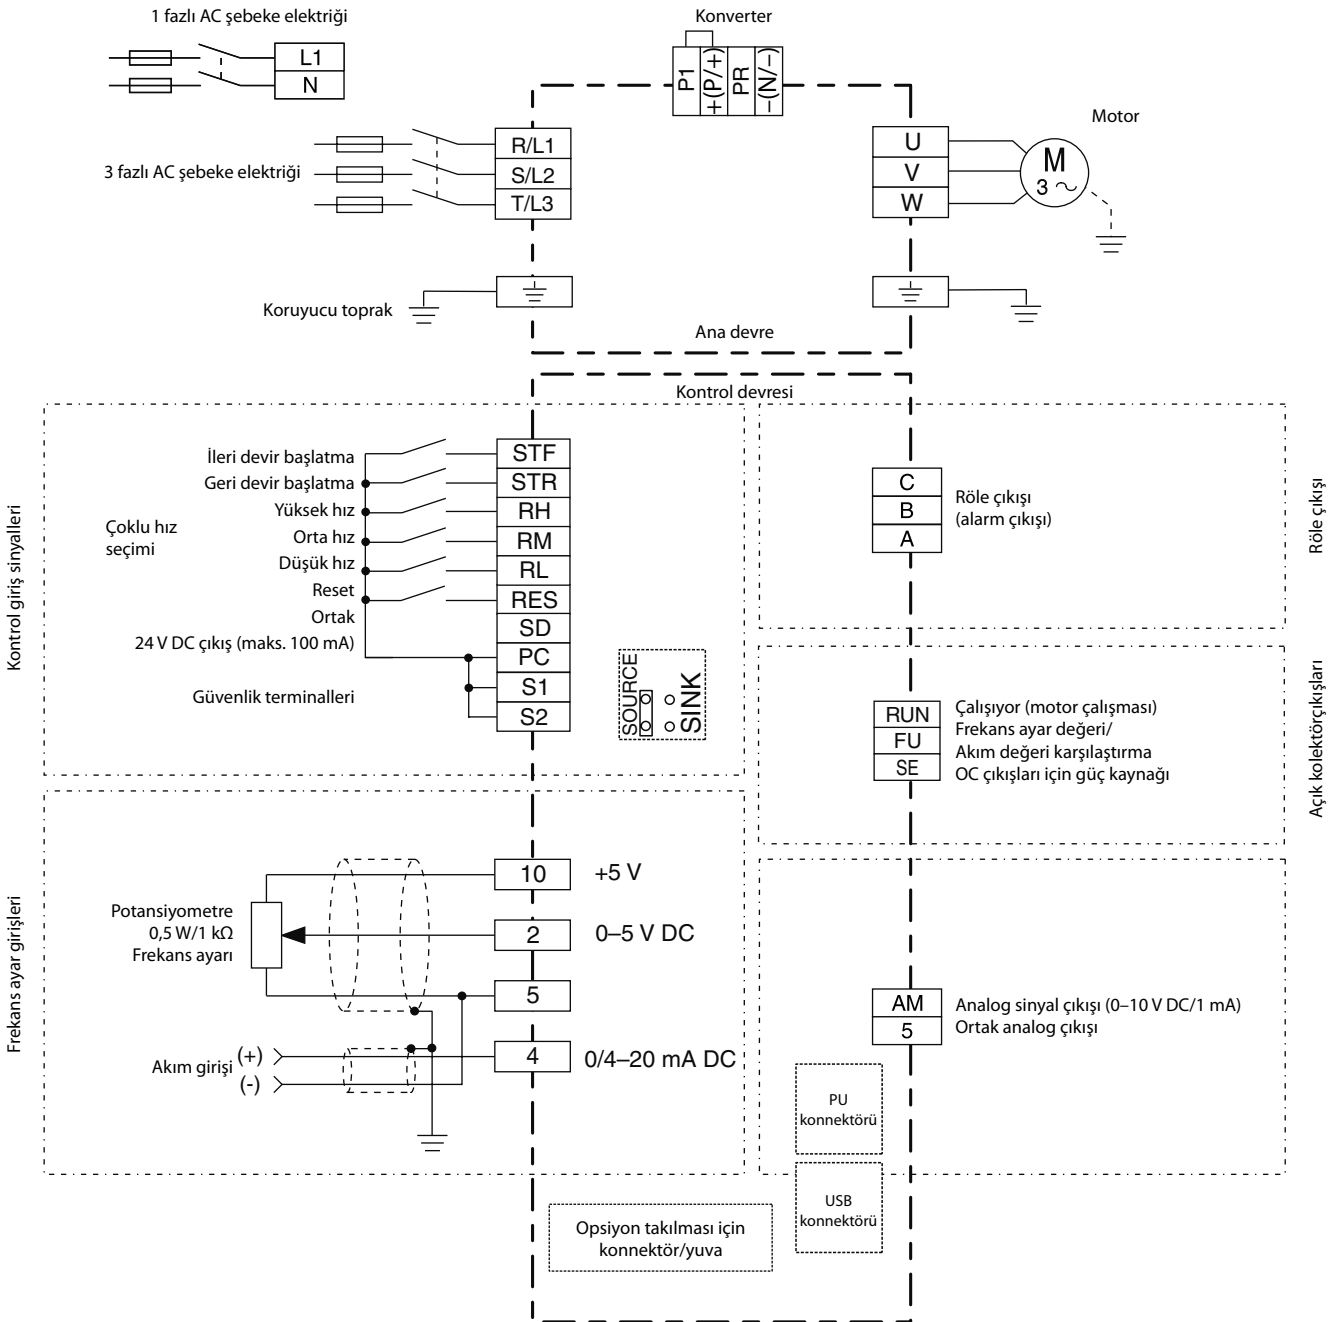 1 fazlı AC şebeke elektriği
L1
N
Konverter
P1
+(P/+)
PR
−(N/−)
Motor
3 fazlı AC şebeke elektriği
R/L1
S/L2
T/L3
U
V
W
M
3 ~
Koruyucu toprak
Ana devre
Kontrol devresi
Kontrol giriş sinyalleri
Çoklu hız
seçimi
İleri devir başlatma
Geri devir başlatma
Yüksek hız
Orta hız
Düşük hız
Reset
Ortak
24 V DC çıkış (maks. 100 mA)
Güvenlik terminalleri
STF
STR
RH
RM
RL
RES
SD
PC
S1
S2
SOURCE
SINK
C
B
A
Röle çıkışı
(alarm çıkışı)
Röle çıkışı
RUN
FU
SE
Çalışıyor (motor çalışması)
Frekans ayar değeri/
Akım değeri karşılaştırma
OC çıkışları için güç kaynağı
Açık kolektörçıkışları
Frekans ayar girişleri
Potansiyometre
0,5 W/1 kΩ
Frekans ayarı
10
+5 V
2
0–5 V DC
5
4
0/4–20 mA DC
Akım girişi
(+)
(-)
AM
5
Analog sinyal çıkışı (0–10 V DC/1 mA)
Ortak analog çıkışı
PU
konnektörü
USB
konnektörü
Opsiyon takılması için
konnektör/yuva